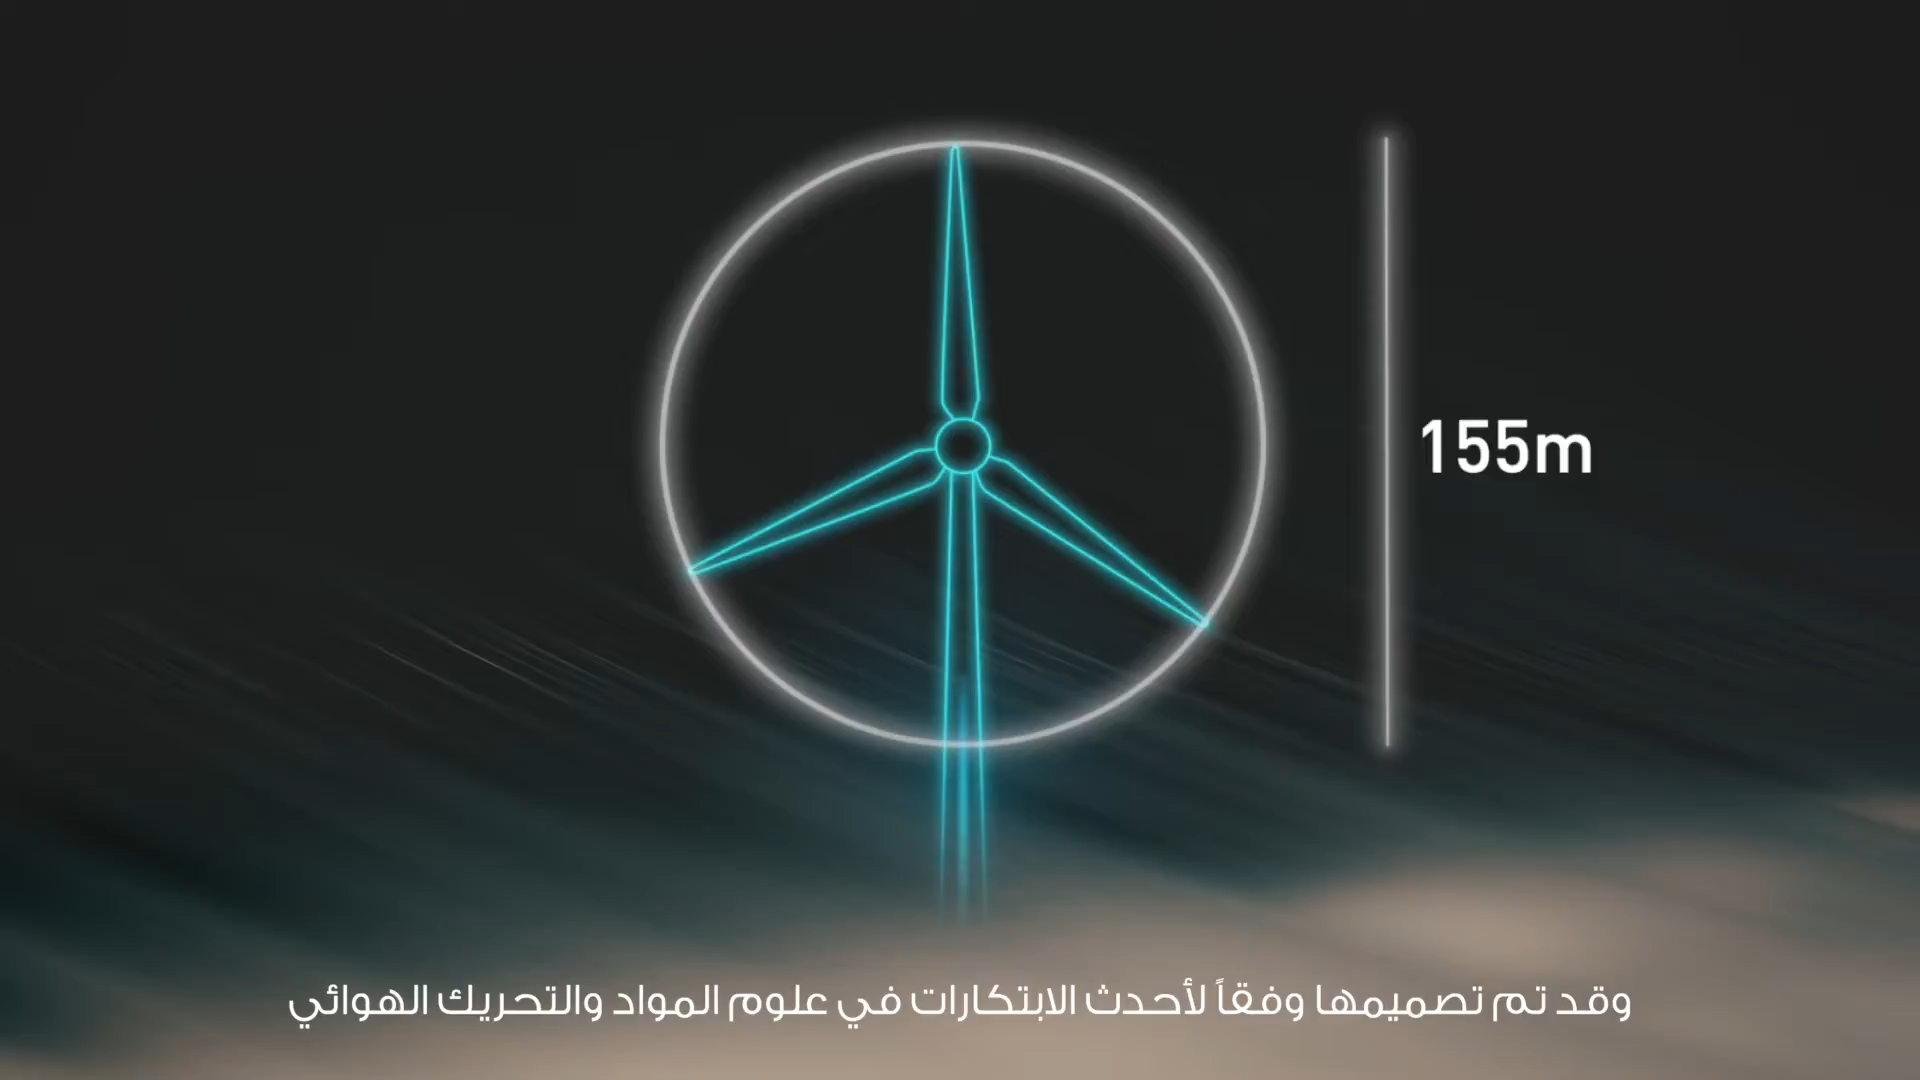 155m
وقد تم تصميمها وفقاً لأحدث الابتكارات في علوم المواد والتحريك الهوائي